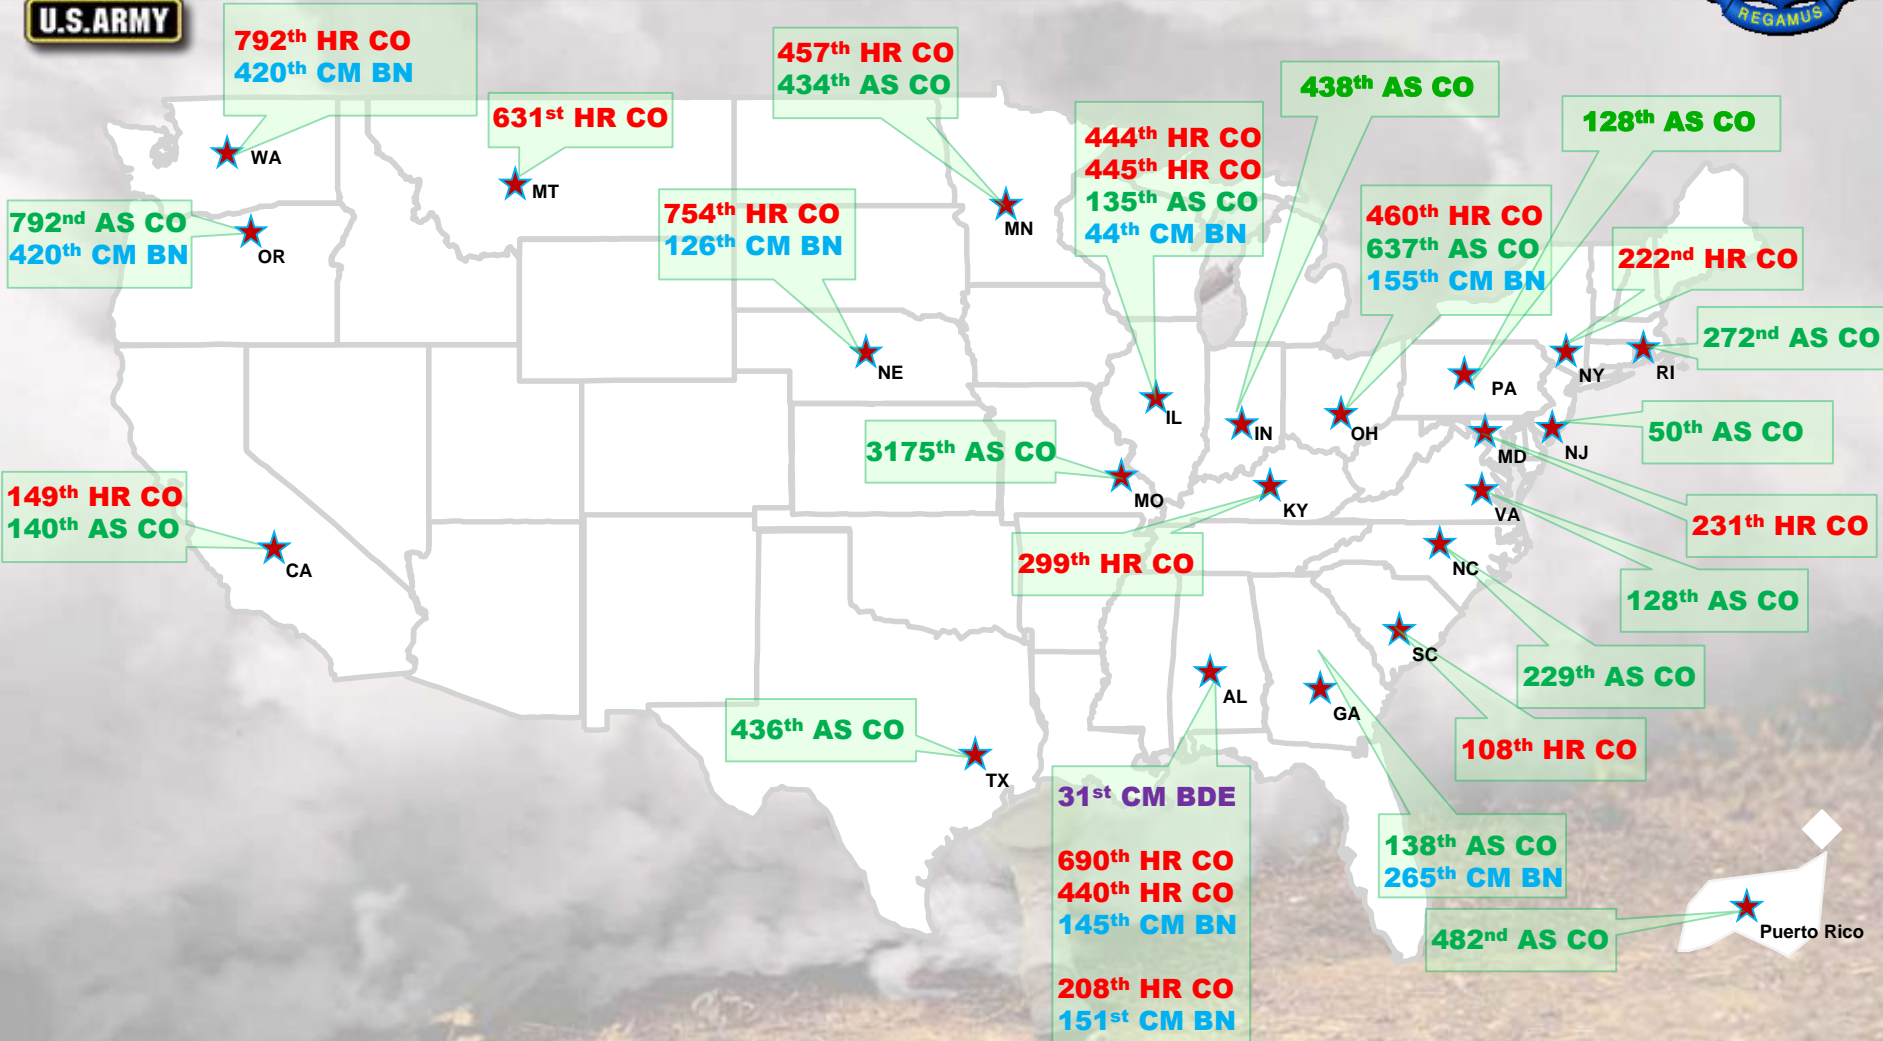 U.S.ARMY
REGAMUS
792th HR CO
420th CM BN
WA
631st HR CO
MT
457th HR CO
434th AS CO
MN
444th HR CO
445th HR CO
135th AS CO
44th CM BN
IL
438th AS CO
IN
128th AS CO
PA
792nd AS CO
420th CM BN
OR
754th HR CO
126th CM BN
NE
460th HR CO
637th AS CO
155th CM BN
OH
222nd HR CO
NY
272nd AS CO
RI
3175th AS CO
MO
50th AS CO
NJ
MD
231th HR CO
149th HR CO
140th AS CO
CA
299th HR CO
KY
VA
128th AS CO
NC
229th AS CO
SC
108th HR CO
436th AS CO
TX
AL
31st CM BDE
690th HR CO
440th HR CO
145th CM BN
208th HR CO
151st CM BN
GA
138th AS CO
265th CM BN
482nd AS CO
Puerto Rico